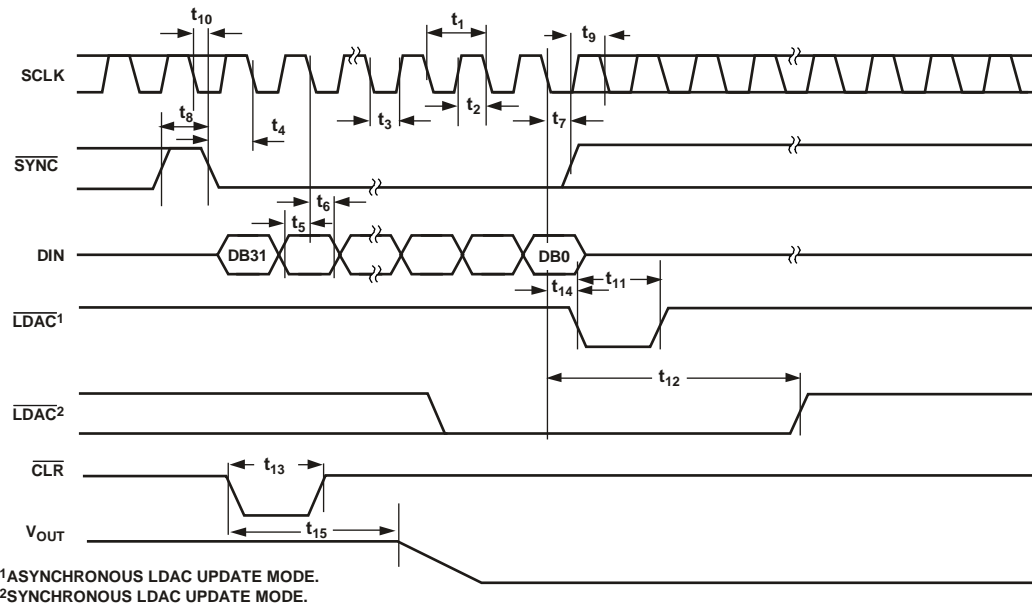 t10
t1
t9
SCLK
t8
t4
t3
t2
t7
SYNC
t6
t5
DIN
DB31
DB0
t14
t11
LDAC1
t12
LDAC2
CLR
t13
t15
VOUT
1ASYNCHRONOUS LDAC UPDATE MODE.
2SYNCHRONOUS LDAC UPDATE MODE.